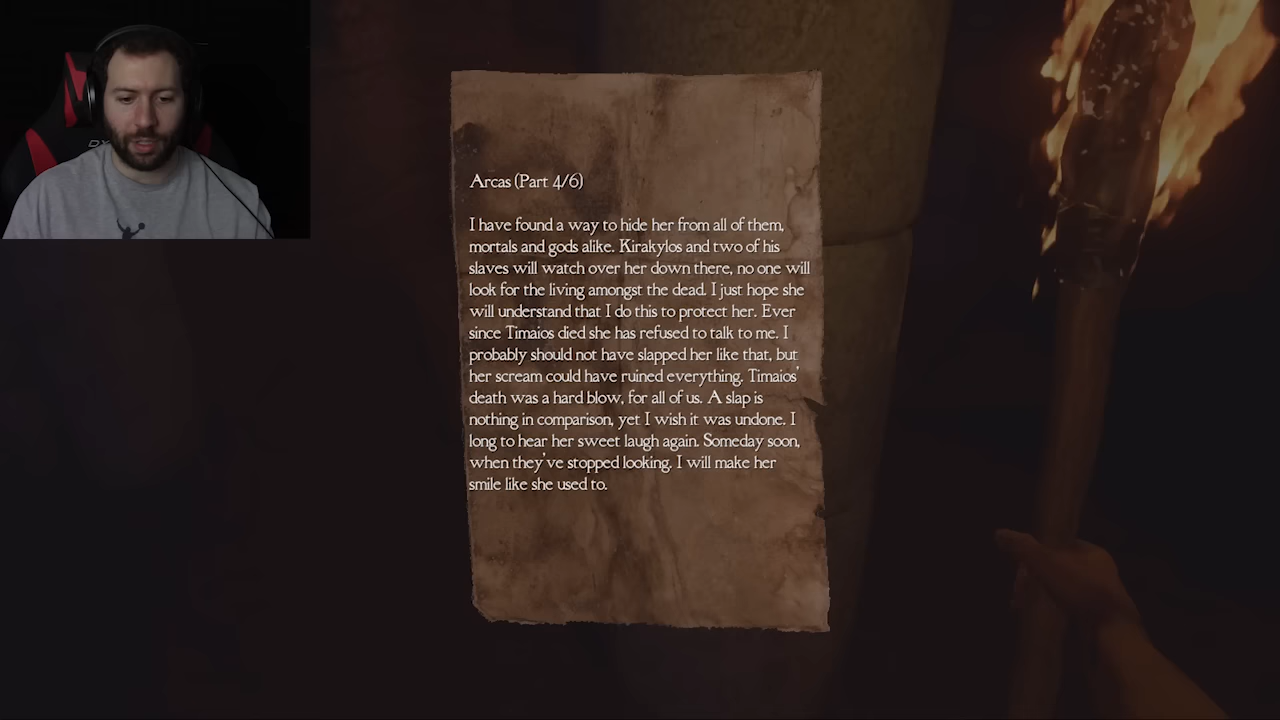 Arcas (Part 4/6)
I have found a way to hide her from all of them,
mortals and gods alike. Kirakylos and two of his
slaves will watch over her down there, no one will
look for the living amongst the dead. I just hope she
will understand that I do this to protect her. Ever
since Timaios died she has refused to talk to me. I
probably should not have slapped her like that, but
her scream could have ruined everything. Timaios'
death was a hard blow, for all of us. A slap is
nothing in comparison, yet I wish it was undone. I
long to hear her sweet laugh again. Someday soon,
when they've stopped looking. I will make her
smile like she used to.